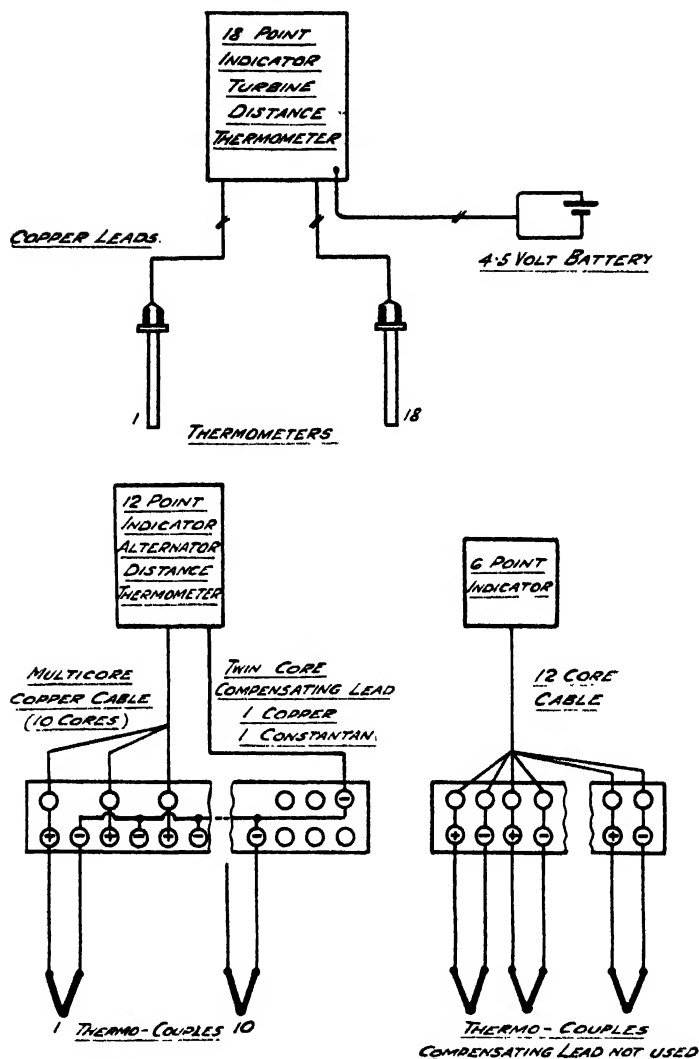 18 POINT
INDICATOR
TURBINE
DISTANCE
THERMOMETER
COPPER LEADS.
4·5 VOLT BATTERY
1
18
THERMOMETERS
12 POINT
INDICATOR
ALTERNATOR
DISTANCE
THERMOMETER
MULTICORE
COPPER CABLE
(10 CORES)
TWIN CORE
COMPENSATING LEAD
1 COPPER
1 CONSTANTAN.
6 POINT
INDICATOR
12 CORE
CABLE
−
+ − + − + − −
+ − + − + −
1 THERMO-COUPLES 10
THERMO-COUPLES
COMPENSATING LEAD NOT USED